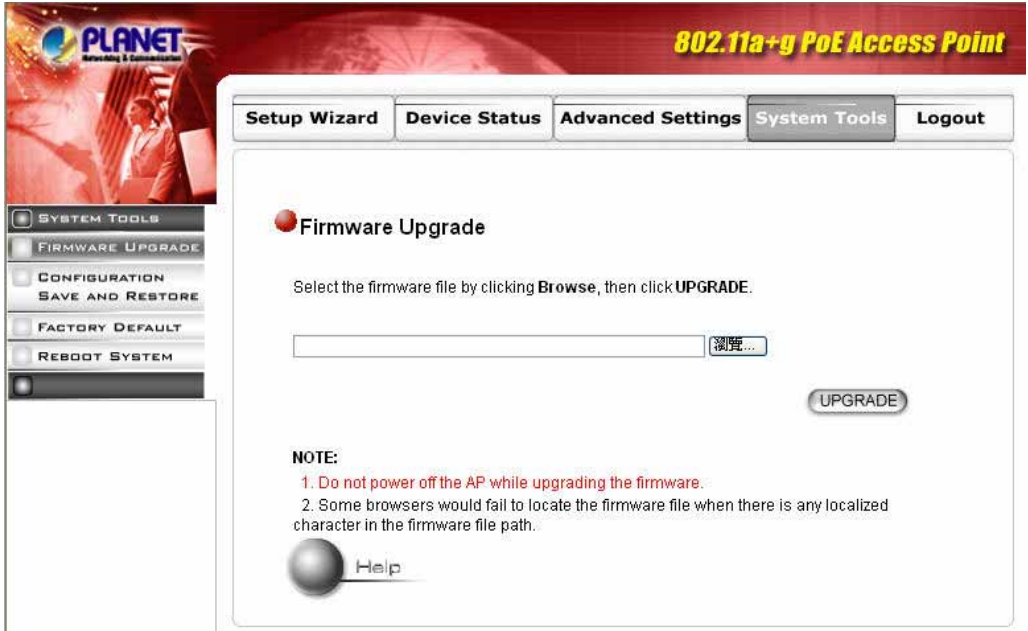 PLANET
Networking & Communication
802.11a+g PoE Access Point
Setup Wizard
Device Status
Advanced Settings
System Tools
Logout
SYSTEM TOOLS
FIRMWARE UPGRADE
CONFIGURATION
SAVE AND RESTORE
FACTORY DEFAULT
REBOOT SYSTEM
Firmware Upgrade
Select the firmware file by clicking Browse, then click UPGRADE.
瀏覽...
UPGRADE
NOTE:
1. Do not power off the AP while upgrading the firmware.
2. Some browsers would fail to locate the firmware file when there is any localized
character in the firmware file path.
Help